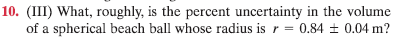 10. (III) What, roughly, is the percent uncertainty in the volume
of a spherical beach ball whose radius is r = 0.84 ± 0.04 m?